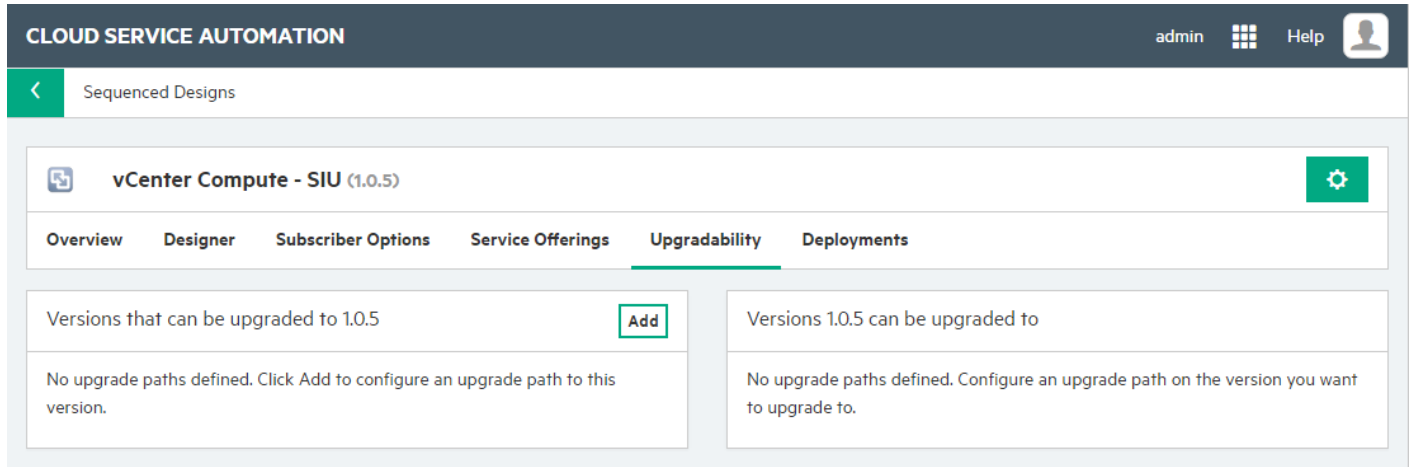 CLOUD SERVICE AUTOMATION admin Help
Sequenced Designs
vCenter Compute - SIU (1.0.5)
Overview Designer Subscriber Options Service Offerings Upgradability Deployments
Versions that can be upgraded to 1.0.5 Add
No upgrade paths defined. Click Add to configure an upgrade path to this
version.
Versions 1.0.5 can be upgraded to
No upgrade paths defined. Configure an upgrade path on the version you want
to upgrade to.